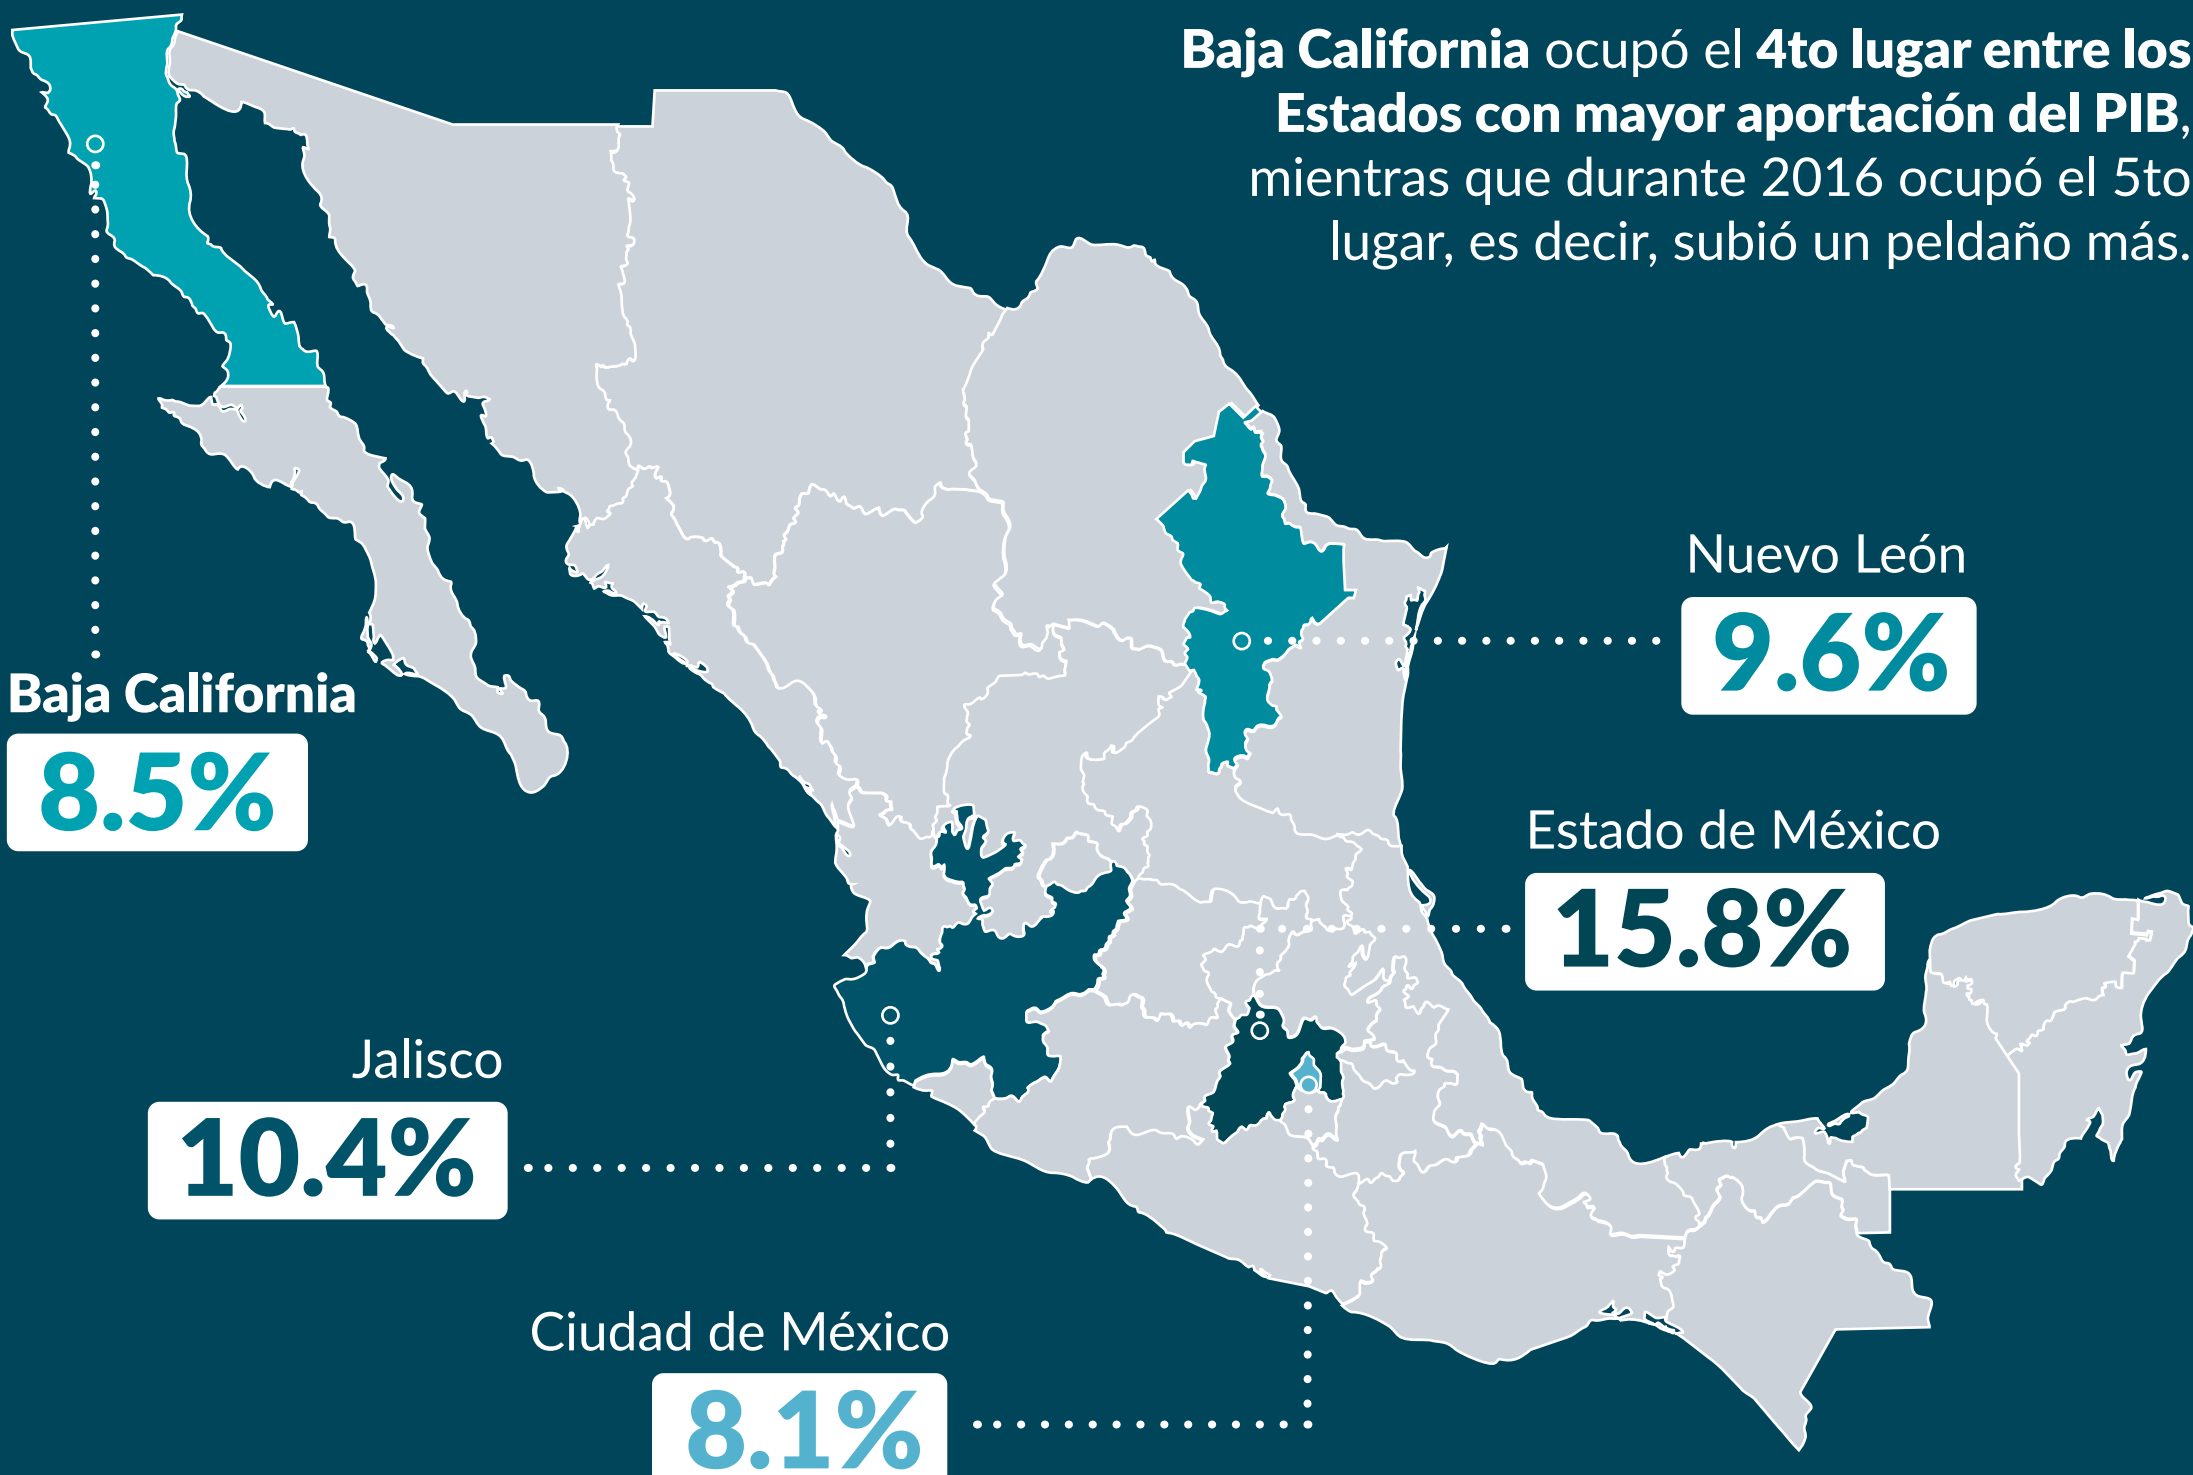 Baja California ocupó el 4to lugar entre los
Estados con mayor aportación del PIB,
mientras que durante 2016 ocupó el 5to
lugar, es decir, subió un peldaño más.
Nuevo León
9.6%
Baja California
8.5%
Estado de México
15.8%
Jalisco
10.4%
Ciudad de México
8.1%